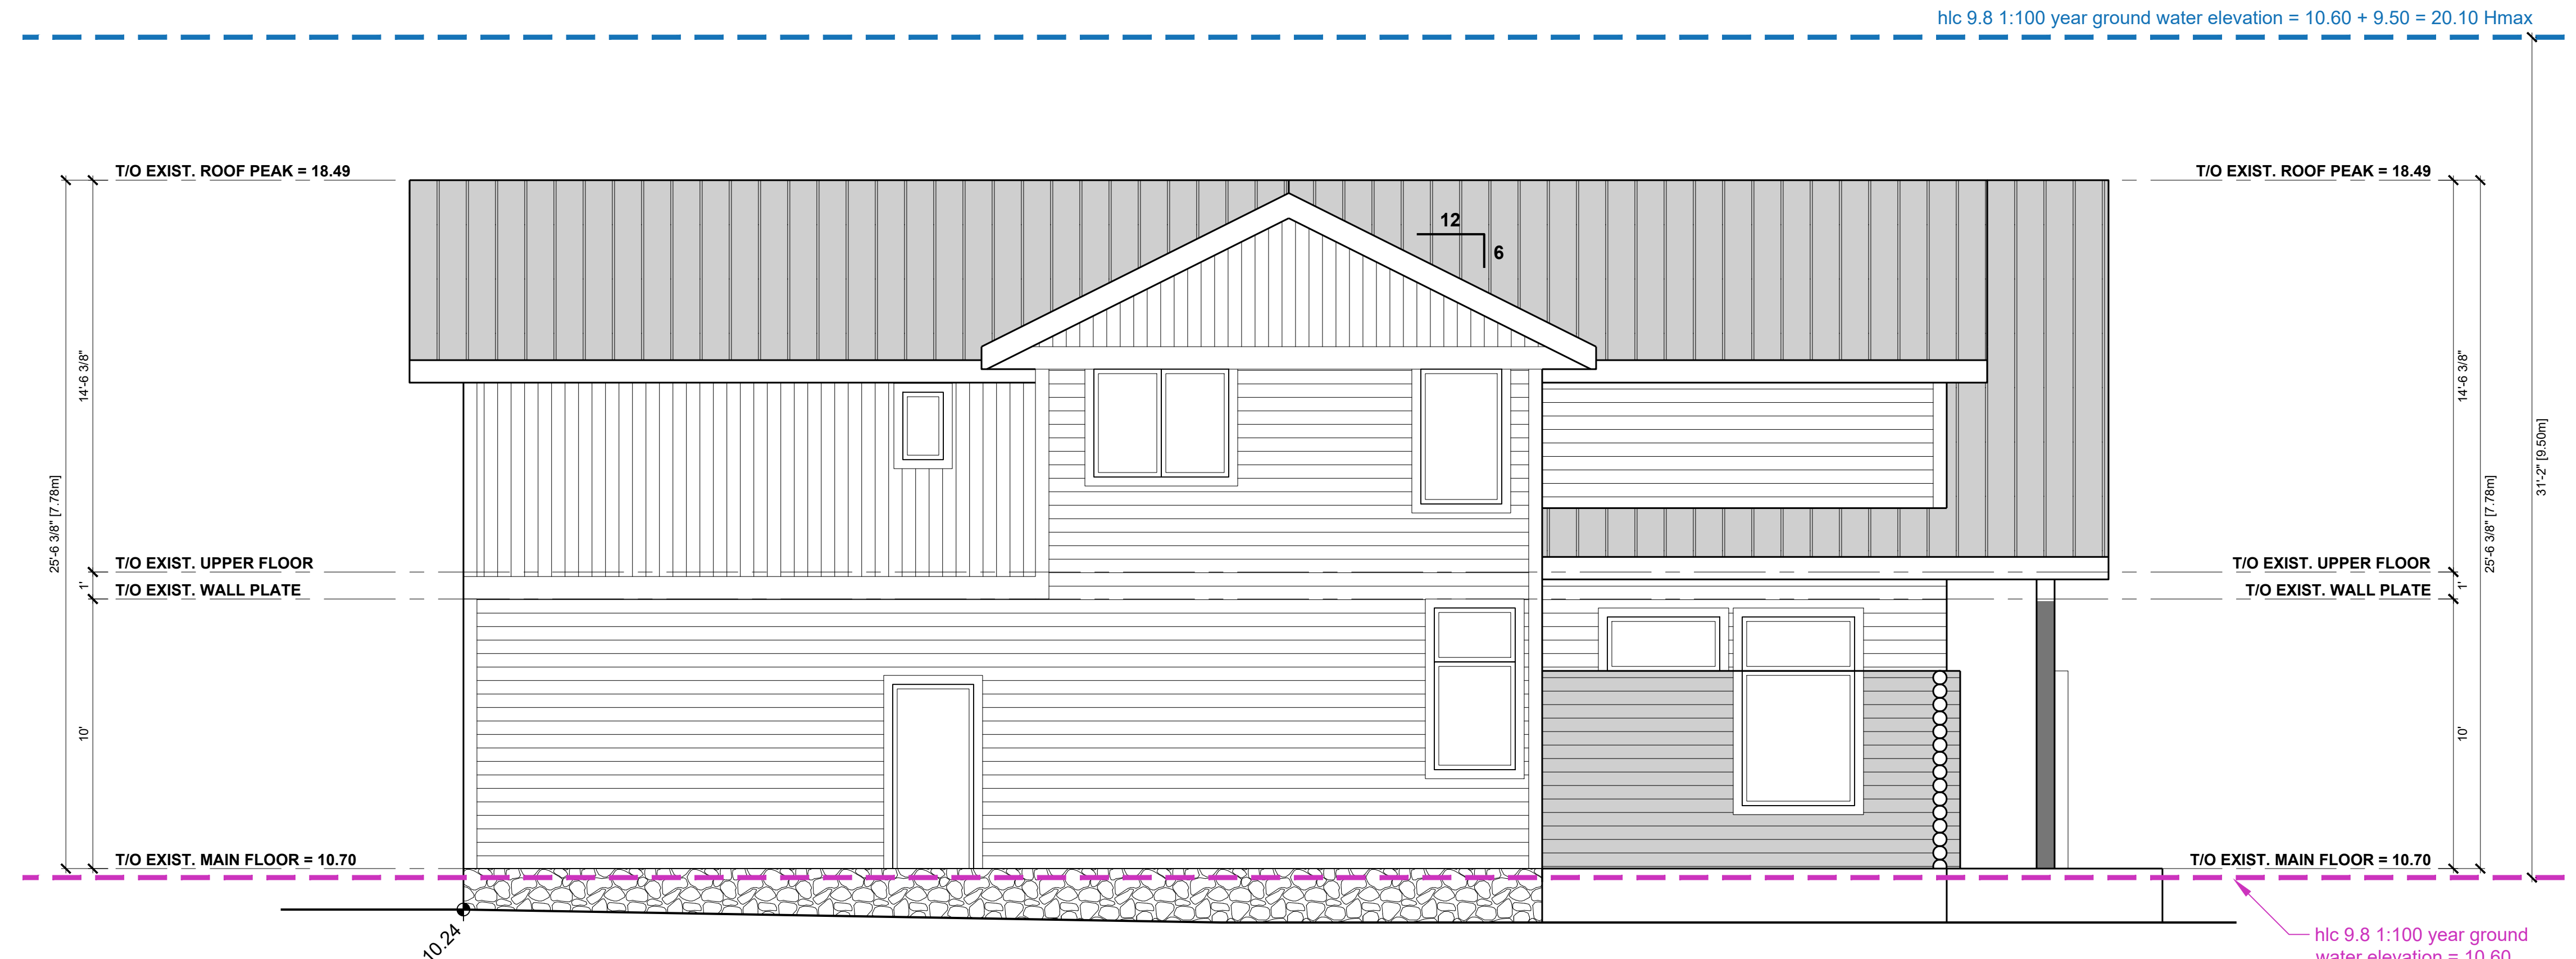 hlc 9.8 1:100 year ground water elevation = 10.60 + 9.50 = 20.10 Hmax
T/O EXIST. ROOF PEAK = 18.49
T/O EXIST. ROOF PEAK = 18.49
12
6
14'-6 3/8"
14'-6 3/8"
31'-2" [9.50m]
25'-6 3/8" [7.78m]
25'-6 3/8" [7.78m]
T/O EXIST. UPPER FLOOR
T/O EXIST. UPPER FLOOR
1'
1'
T/O EXIST. WALL PLATE
T/O EXIST. WALL PLATE
10'
10'
T/O EXIST. MAIN FLOOR = 10.70
T/O EXIST. MAIN FLOOR = 10.70
10.24
hlc 9.8 1:100 year ground
water elevation = 10.60